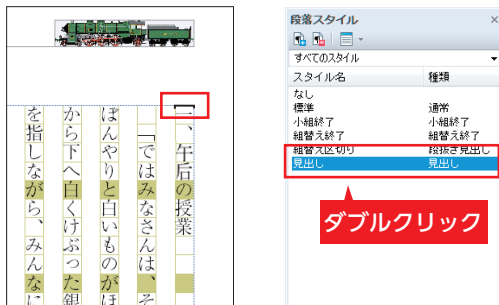 一、午后の授業
「ではみなさんは、そ
ぼんやりと白いものがほ
から下へ白くけぶった銀
を指しながら、みんなに
段落スタイル
すべてのスタイル
スタイル名 種類
なし
標準 通常
小組終了 小組終了
組替え終了 組替え終了
組替え区切り 段抜き見出し
見出し 見出し
ダブルクリック